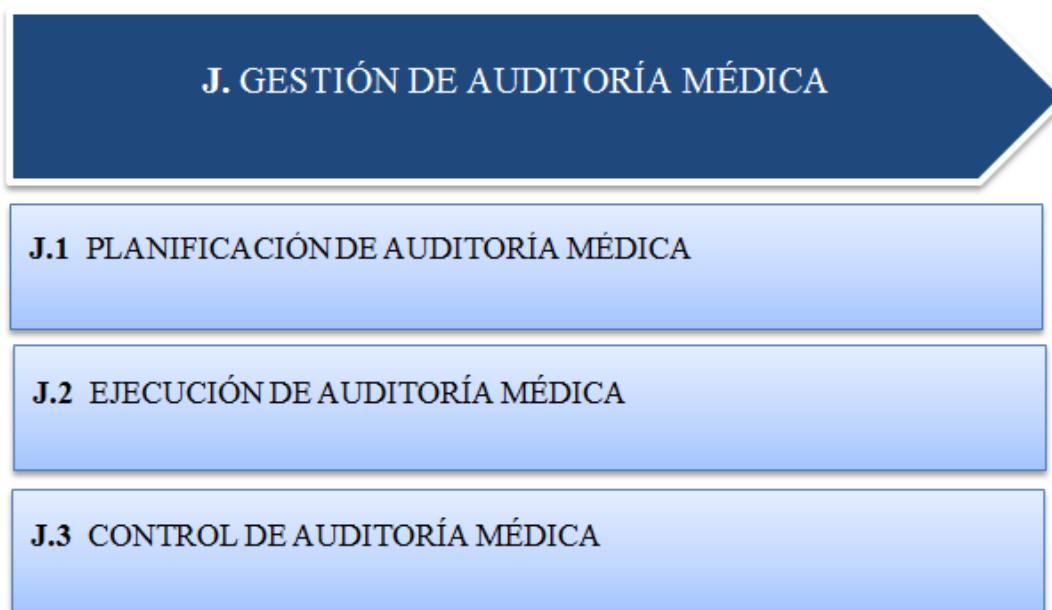 J. GESTIÓN DE AUDITORÍA MÉDICA
J.1 PLANIFICACIÓN DE AUDITORÍA MÉDICA
J.2 EJECUCIÓN DE AUDITORÍA MÉDICA
J.3 CONTROL DE AUDITORÍA MÉDICA